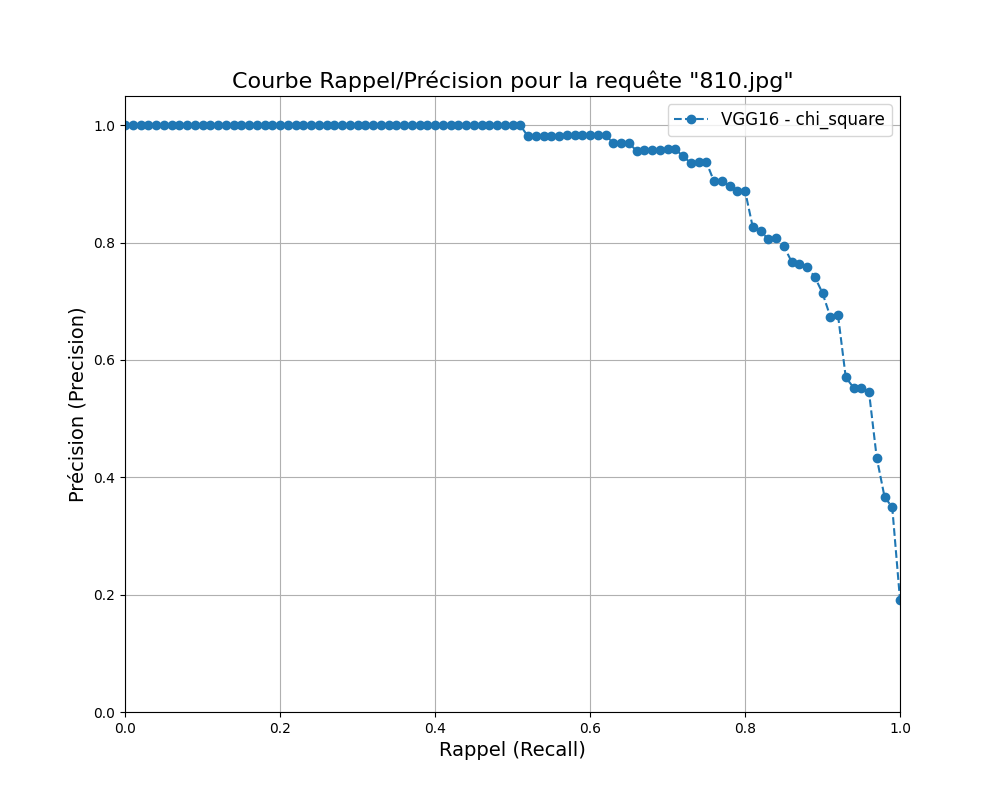 Courbe Rappel/Précision pour la requête "810.jpg"
VGG16 - chi_square
Précision (Precision)
1.0
0.8
0.6
0.4
0.2
0.0
0.0 0.2 0.4 0.6 0.8 1.0
Rappel (Recall)